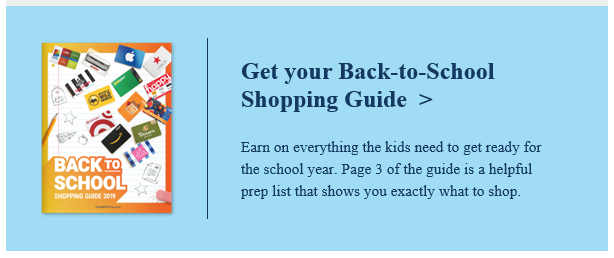 BACK TO
SCHOOL
SHOPPING GUIDE 2019
Get your Back-to-School
Shopping Guide >
Earn on everything the kids need to get ready for
the school year. Page 3 of the guide is a helpful
prep list that shows you exactly what to shop.